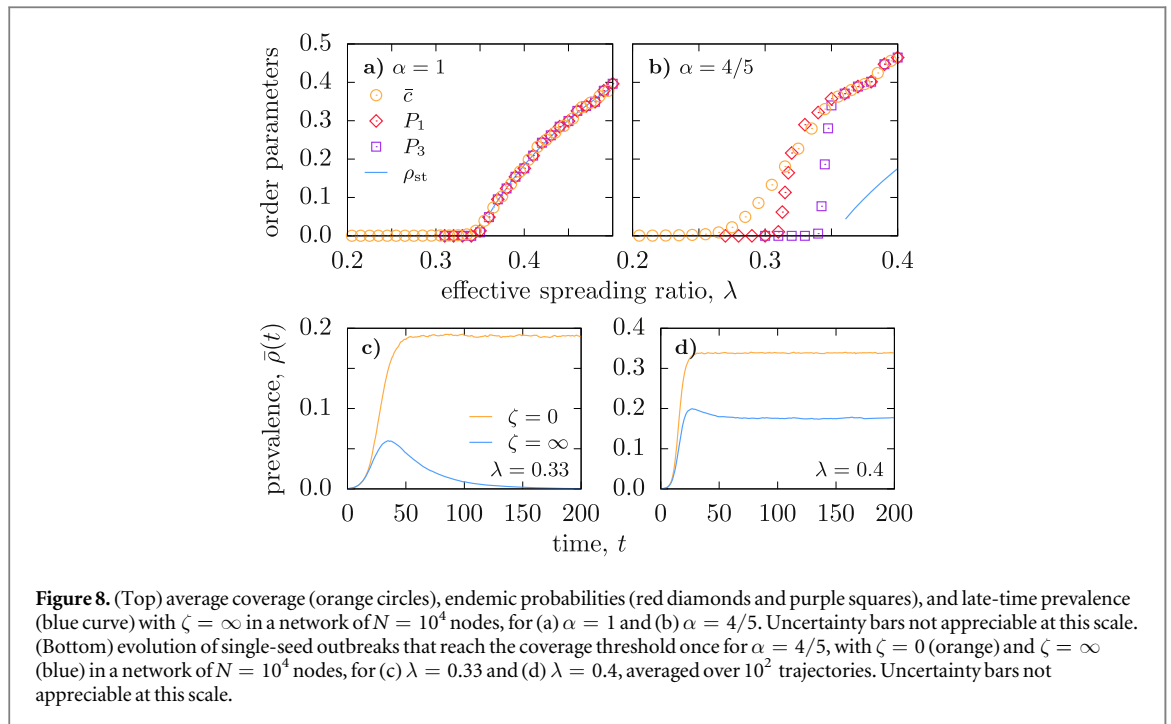 a) α = 1
b) α = 4/5
c̄
P₁
P₃
ρst
order parameters
0.5
0.4
0.3
0.2
0.1
0.0
0.2 0.3 0.4
0.2 0.3 0.4
effective spreading ratio, λ
prevalence, ρ̄(t)
0.2
0.1
0.0
c)
ζ = 0
ζ = ∞
λ = 0.33
0 50 100 150 200
0.4
0.3
0.2
0.1
0.0
d)
λ = 0.4
0 50 100 150 200
time, t
Figure 8. (Top) average coverage (orange circles), endemic probabilities (red diamonds and purple squares), and late-time prevalence
(blue curve) with ζ = ∞ in a network of N = 10⁴ nodes, for (a) α = 1 and (b) α = 4/5. Uncertainty bars not appreciable at this scale.
(Bottom) evolution of single-seed outbreaks that reach the coverage threshold once for α = 4/5, with ζ = 0 (orange) and ζ = ∞
(blue) in a network of N = 10⁴ nodes, for (c) λ = 0.33 and (d) λ = 0.4, averaged over 10² trajectories. Uncertainty bars not
appreciable at this scale.